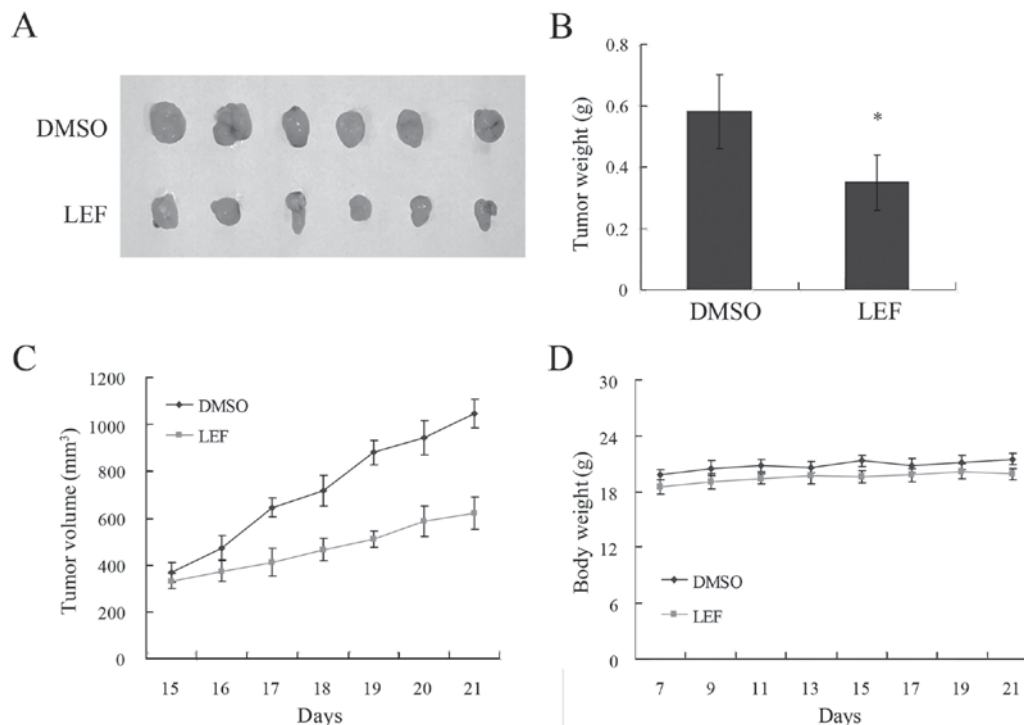 A
DMSO
LEF
B
Tumor weight (g)
0.8
0.6
0.4
0.2
0
*
DMSO
LEF
C
Tumor volume (mm³)
1200
1000
800
600
400
200
0
DMSO
LEF
15 16 17 18 19 20 21
Days
D
Body weight (g)
30
24
18
12
6
0
DMSO
LEF
7 9 11 13 15 17 19 21
Days